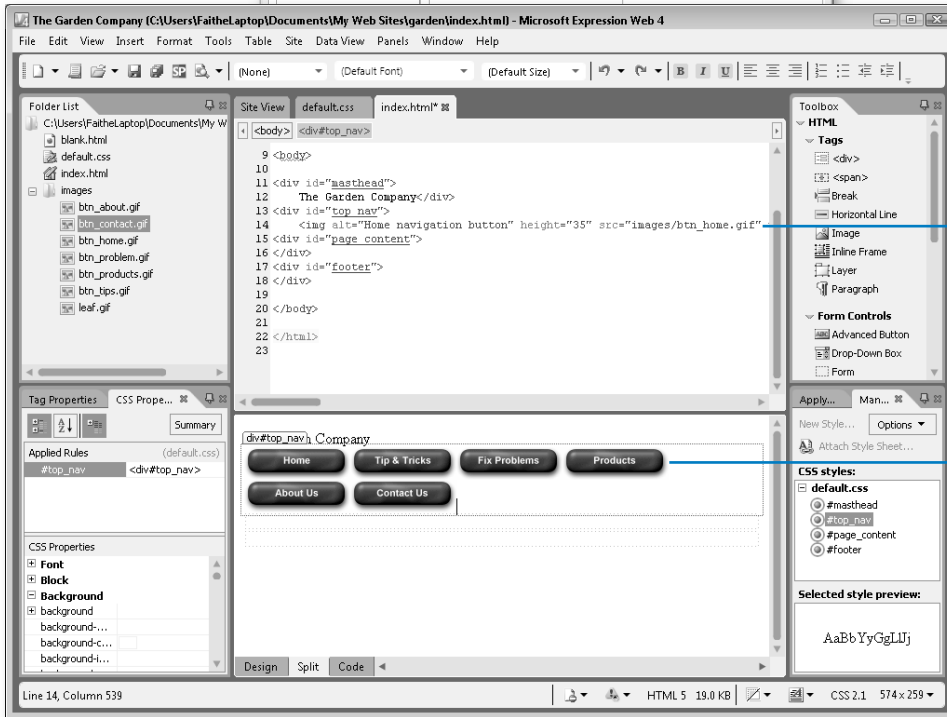 The Garden Company (C:\Users\FaitheLaptop\Documents\My Web Sites\garden\index.html) - Microsoft Expression Web 4
File Edit View Insert Format Tools Table Site Data View Panels Window Help
(None) (Default Font) (Default Size) B I U
Folder List
C:\Users\FaitheLaptop\Documents\My W
blank.html
default.css
index.html
images
btn_about.gif
btn_contact.gif
btn_home.gif
btn_problem.gif
btn_products.gif
btn_tips.gif
leaf.gif
Site View default.css index.html*
<body> <div#top_nav>
9 <body>
10
11 <div id="masthead">
12 The Garden Company</div>
13 <div id="top_nav">
14 <img alt="Home navigation button" height="35" src="images/btn_home.gif"
15 <div id="page_content">
16 </div>
17 <div id="footer">
18 </div>
19
20 </body>
21
22 </html>
23
Toolbox
HTML
Tags
<div>
<span>
Break
Horizontal Line
Image
Inline Frame
Layer
Paragraph
Form Controls
Advanced Button
Drop-Down Box
Form
Tag Properties CSS Prope...
Summary
Applied Rules (default.css)
#top_nav <div#top_nav>
CSS Properties
Font
Block
Background
background
background-...
background-c...
background-i...
div#top_nav Company
Home Tip & Tricks Fix Problems Products
About Us Contact Us
Design Split Code
Apply... Man...
New Style... Options
Attach Style Sheet...
CSS styles:
default.css
#masthead
#top_nav
#page_content
#footer
Selected style preview:
AaBbYyGgLlJj
Line 14, Column 539
HTML 5 19.0 KB CSS 2.1 574 x 259